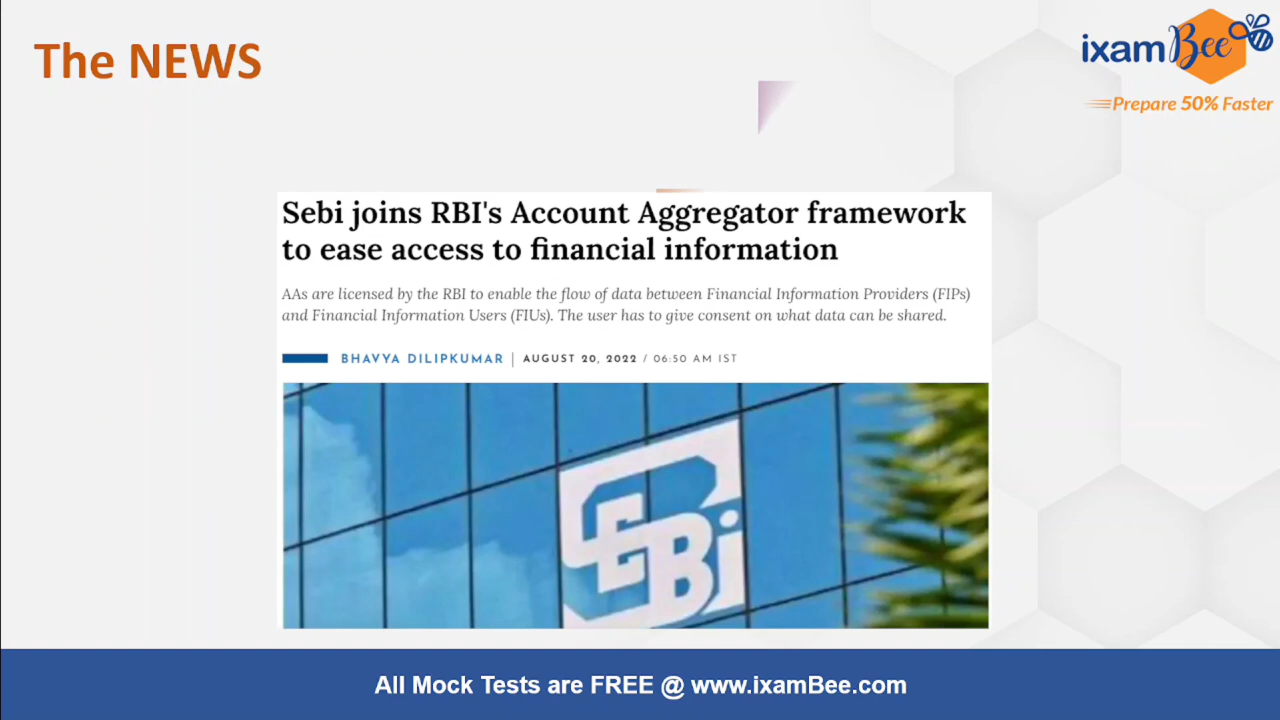 The NEWS
ixamBee
Prepare 50% Faster
Sebi joins RBI's Account Aggregator framework
to ease access to financial information
AAs are licensed by the RBI to enable the flow of data between Financial Information Providers (FIPs)
and Financial Information Users (FIUs). The user has to give consent on what data can be shared.
BHAVYA DILIPKUMAR | AUGUST 20, 2022 / 06:50 AM IST
SEBi
All Mock Tests are FREE @ www.ixamBee.com